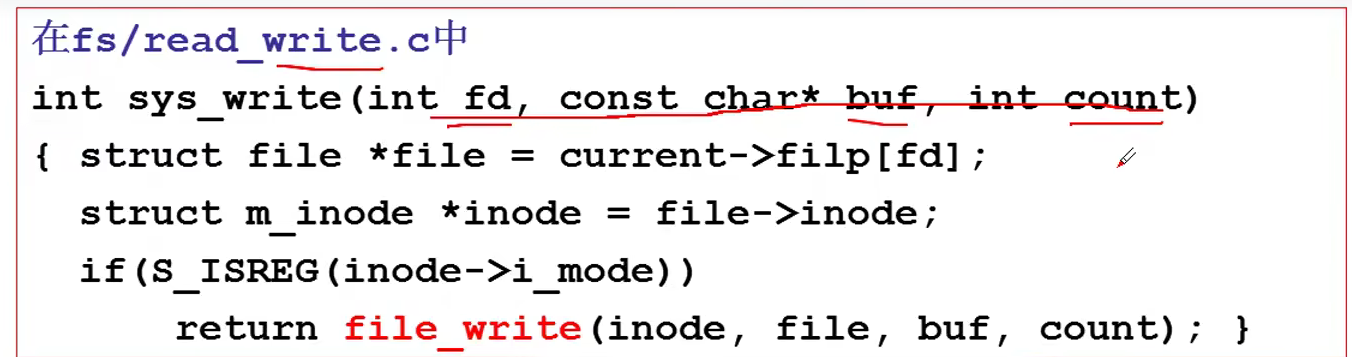 在fs/read_write.c中
int sys_write(int fd, const char* buf, int count)
{ struct file *file = current->filp[fd];
struct m_inode *inode = file->inode;
if(S_ISREG(inode->i_mode))
return file_write(inode, file, buf, count); }